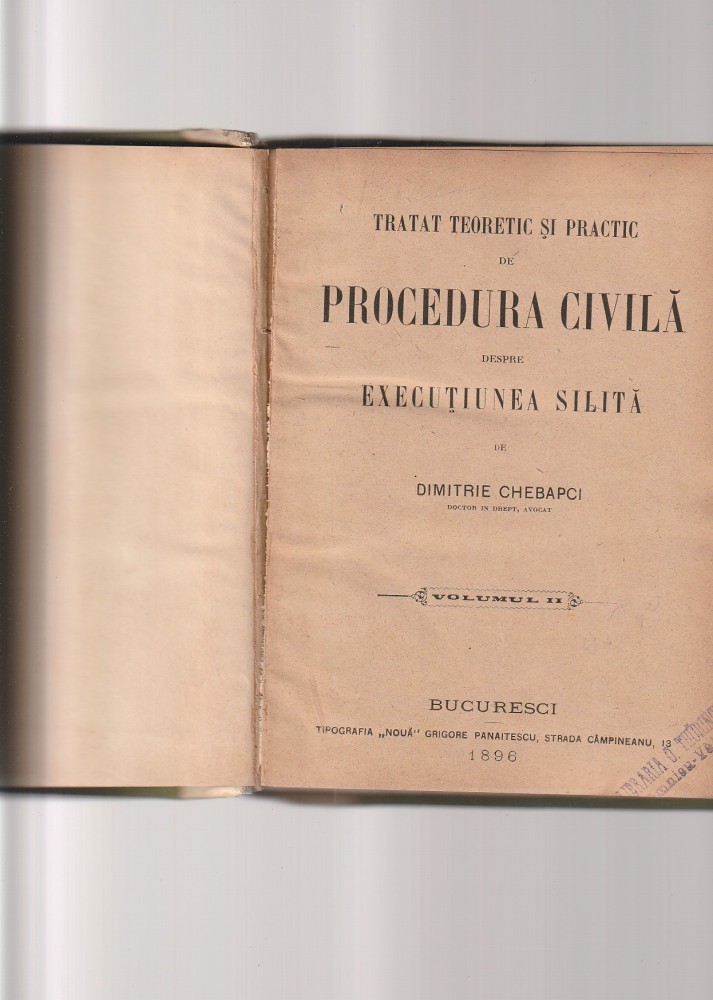 TRATAT TEORETIC ȘI PRACTIC
DE
PROCEDURA CIVILĂ
DESPRE
EXECUȚIUNEA SILITĂ
DE
DIMITRIE CHEBAPCI
DOCTOR IN DREPT, AVOCAT
VOLUMUL II
BUCURESCI
TIPOGRAFIA „NOUĂ" GRIGORE PANAITESCU, STRADA CÂMPINEANU, 13
1896